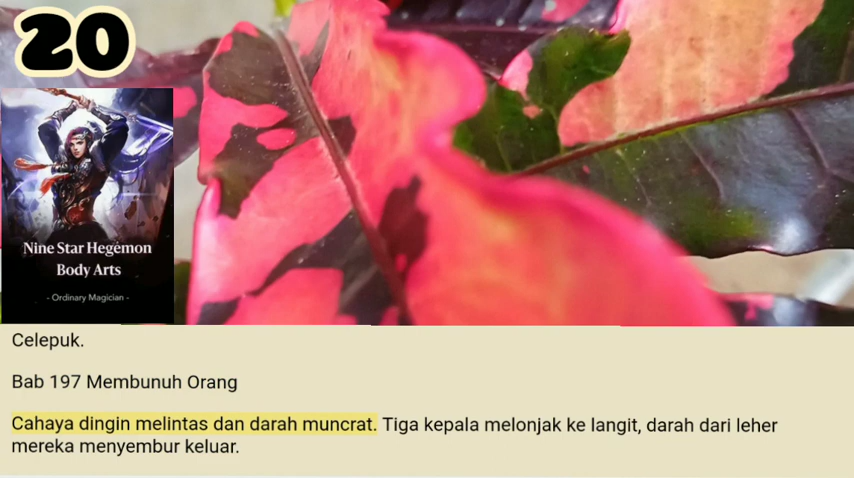 20
Nine Star Hegemon
Body Arts
- Ordinary Magician -
Celepuk.
Bab 197 Membunuh Orang
Cahaya dingin melintas dan darah muncrat. Tiga kepala melonjak ke langit, darah dari leher
mereka menyembur keluar.